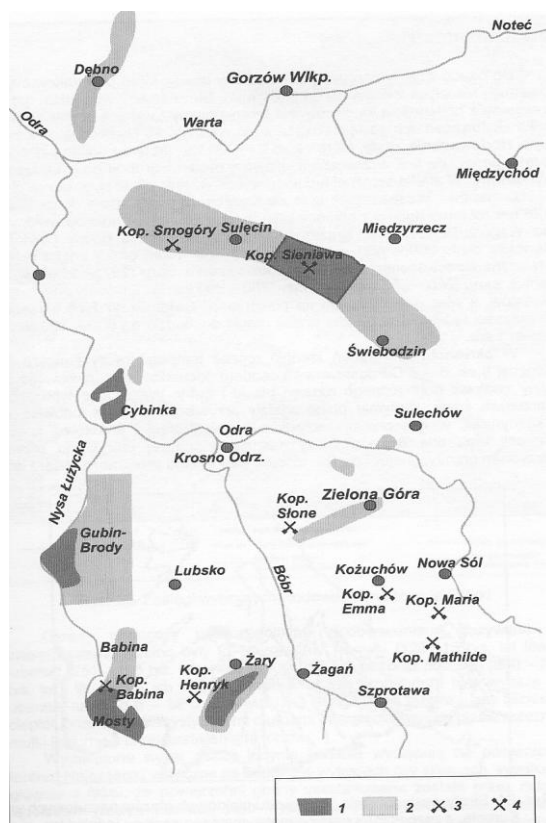 Noteć
Dębno
Gorzów Wlkp.
Odra
Warta
Międzychód
Kop. Smogóry
Sulęcin
Międzyrzecz
Kop. Sieniawa
Świebodzin
Cybinka
Sulechów
Odra
Krosno Odrz.
Nysa Łużycka
Kop.
Słone
Zielona Góra
Gubin-
Brody
Lubsko
Bóbr
Kożuchów
Nowa Sól
Kop.
Emma
Kop. Maria
Babina
Kop. Mathilde
Kop.
Babina
Kop.
Henryk
Żary
Żagań
Szprotawa
Mosty
1 2 3 4